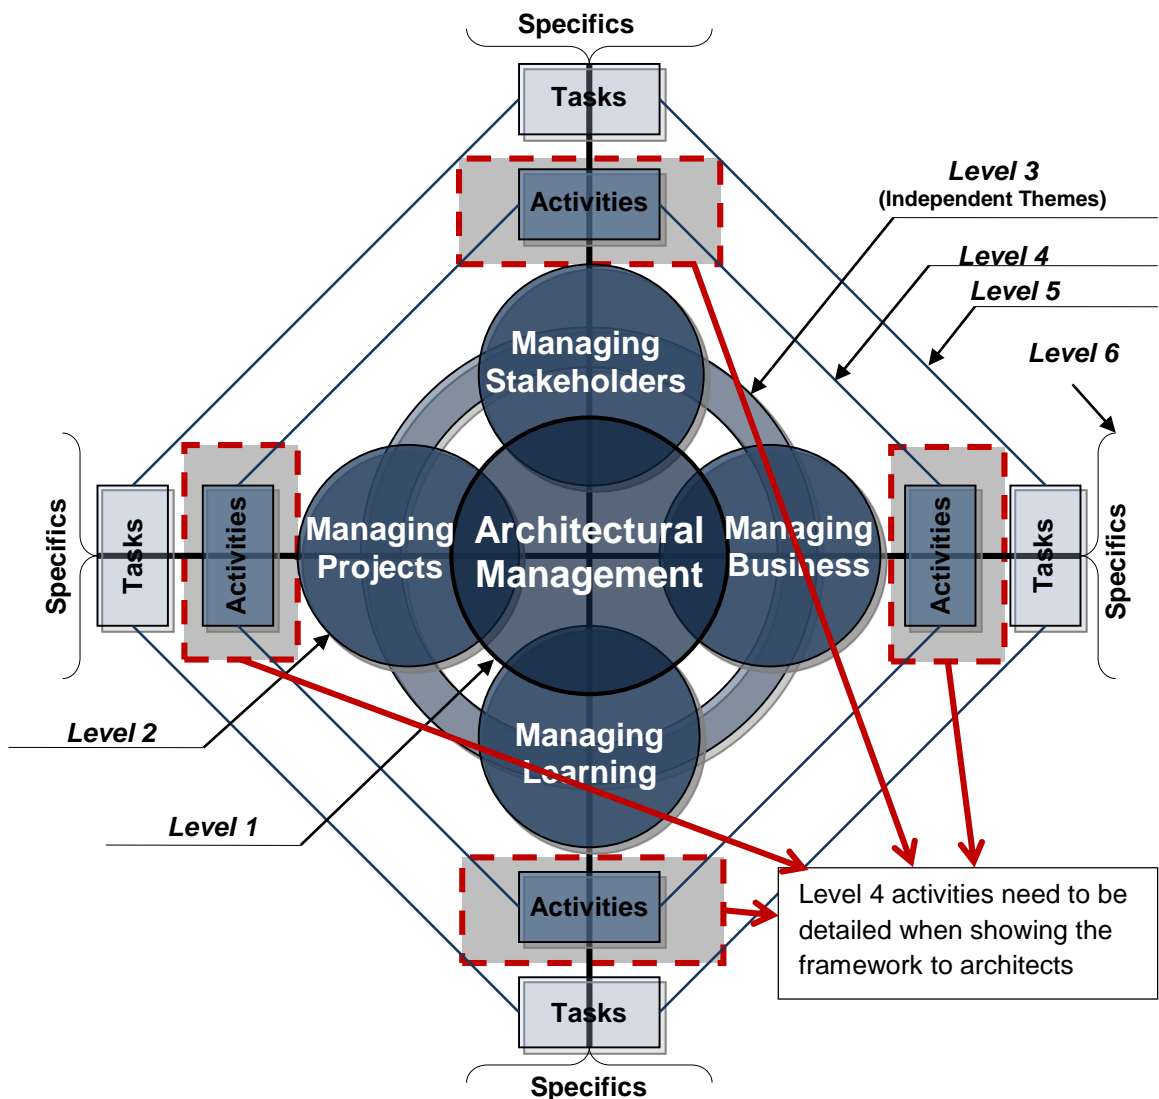 Specifics
Tasks
Level 3
(Independent Themes)
Activities
Level 4
Level 5
Level 6
Managing
Stakeholders
Specifics
Tasks
Activities
Managing
Projects
Architectural
Management
Managing
Business
Activities
Tasks
Specifics
Level 2
Managing
Learning
Level 1
Activities
Level 4 activities need to be
detailed when showing the
framework to architects
Tasks
Specifics